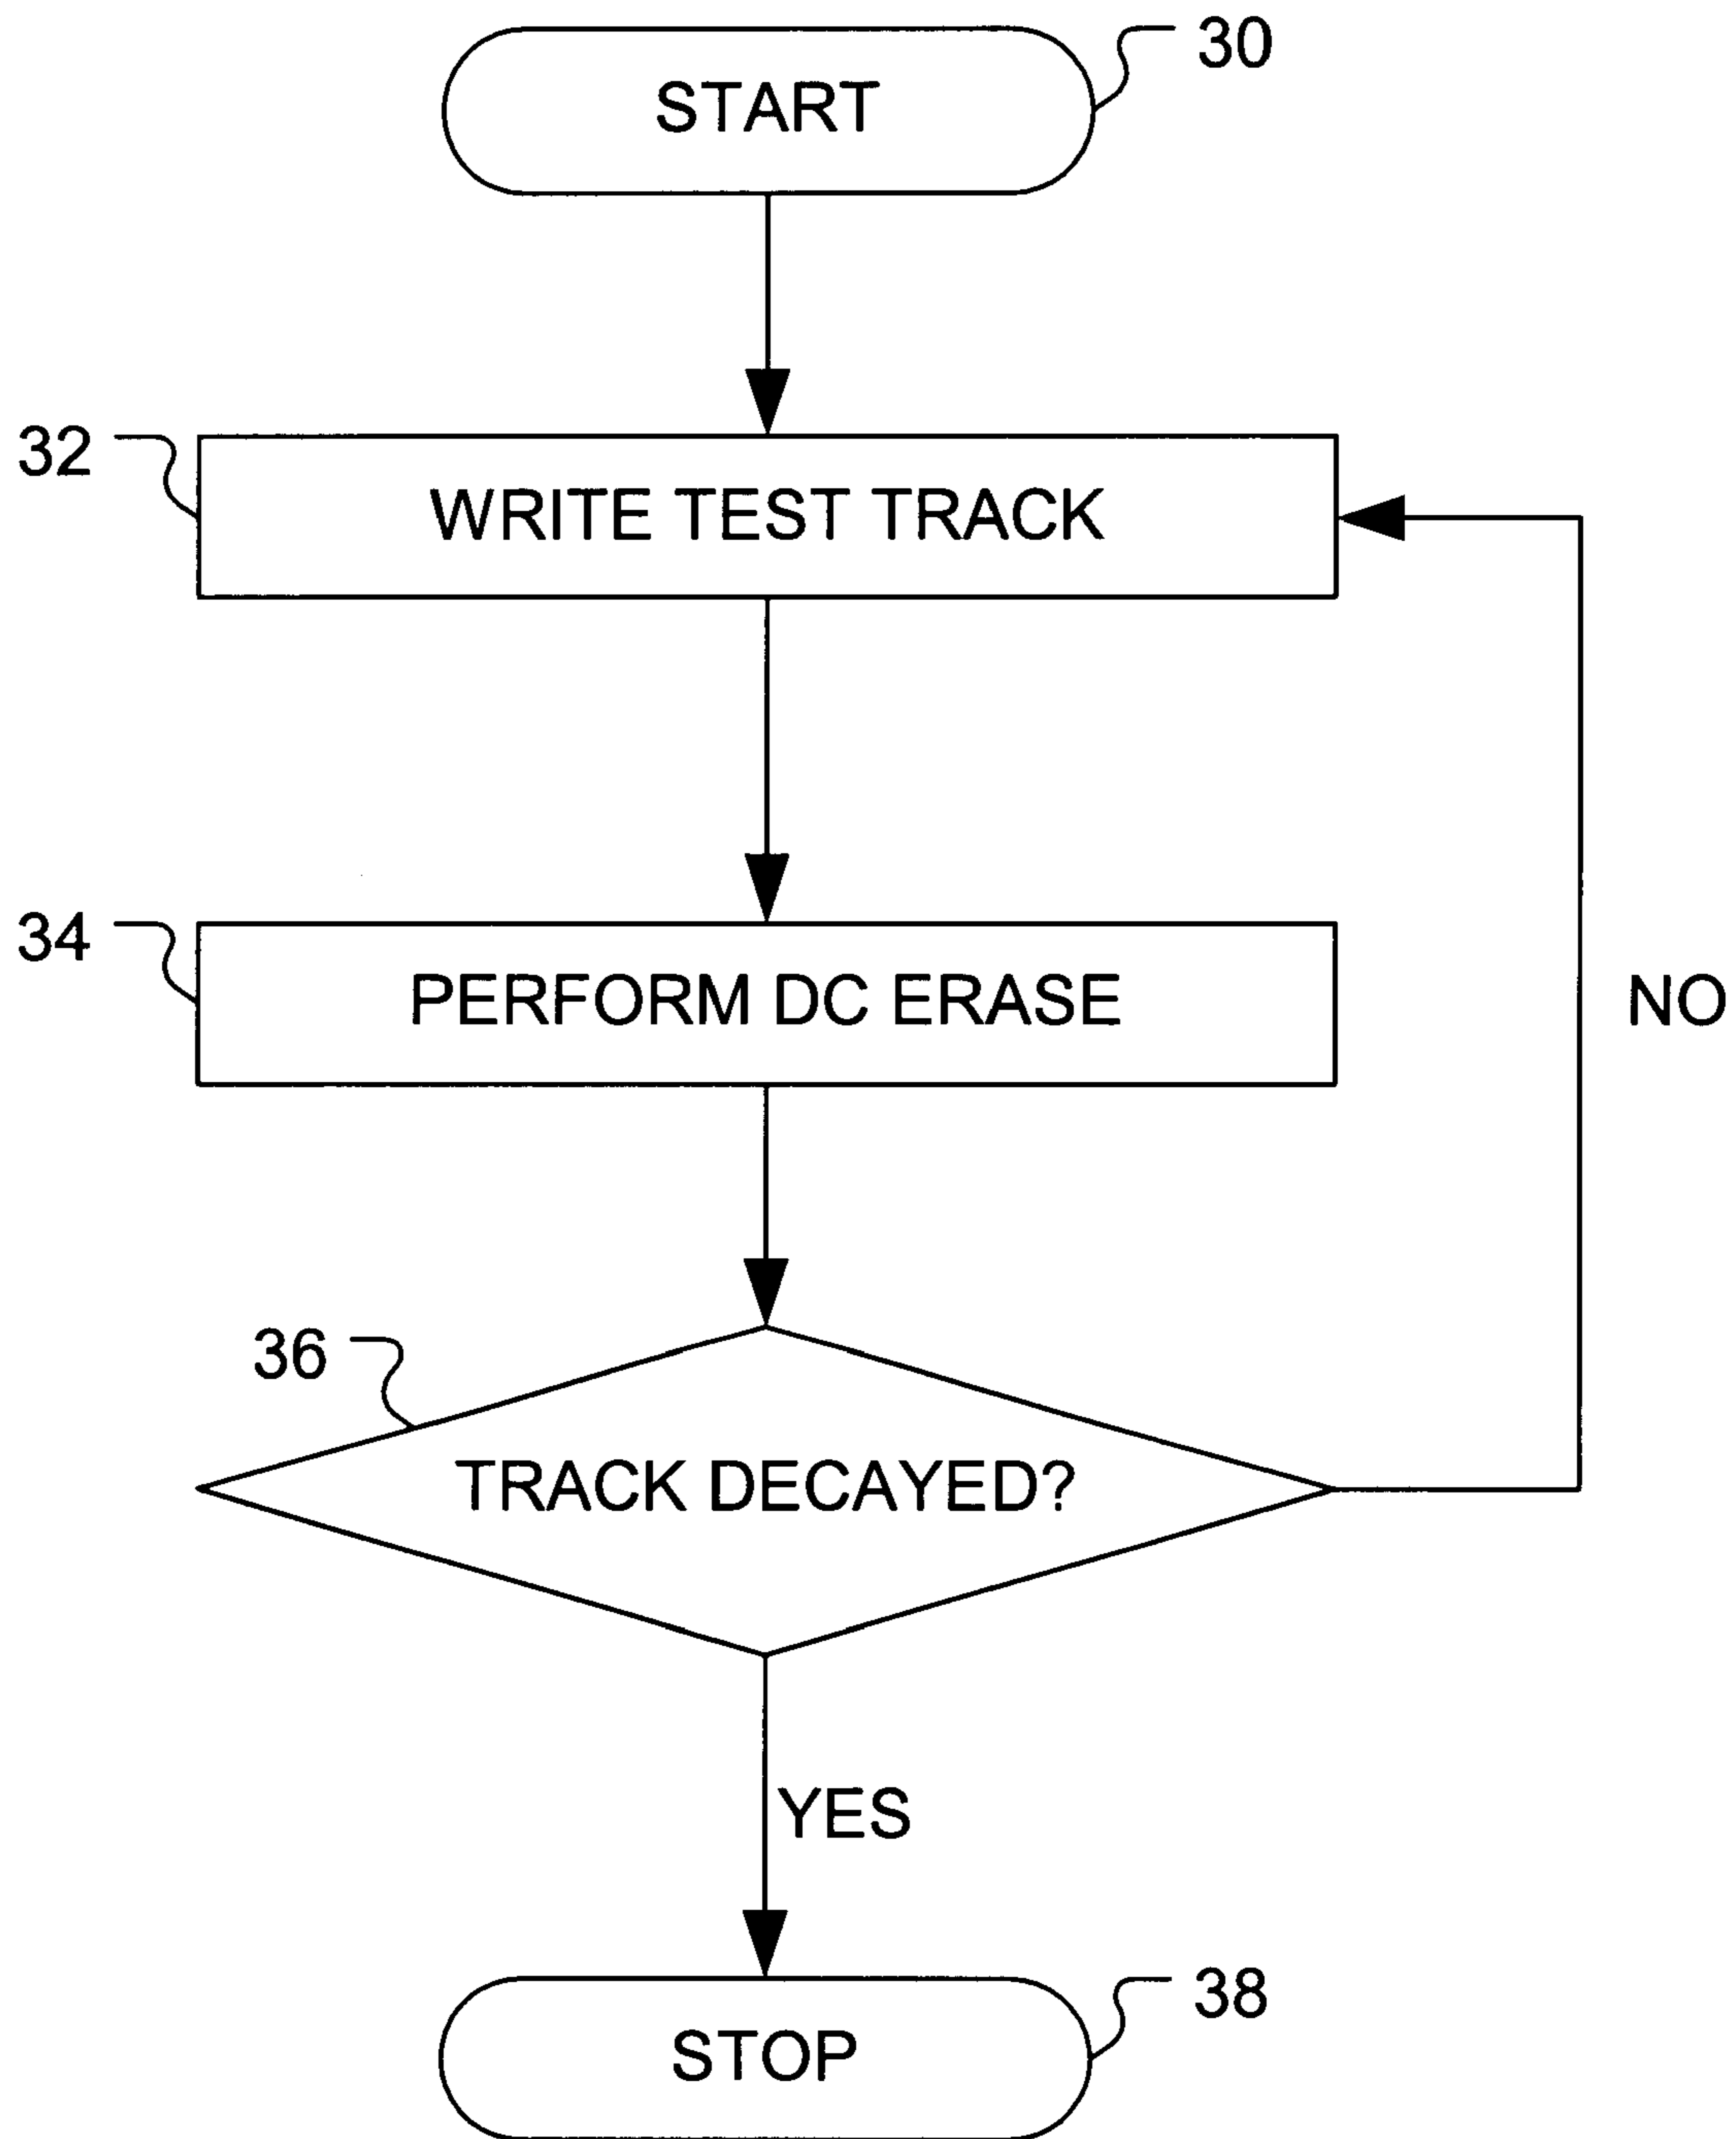 START
30
32
WRITE TEST TRACK
34
PERFORM DC ERASE
NO
36
TRACK DECAYED?
YES
38
STOP